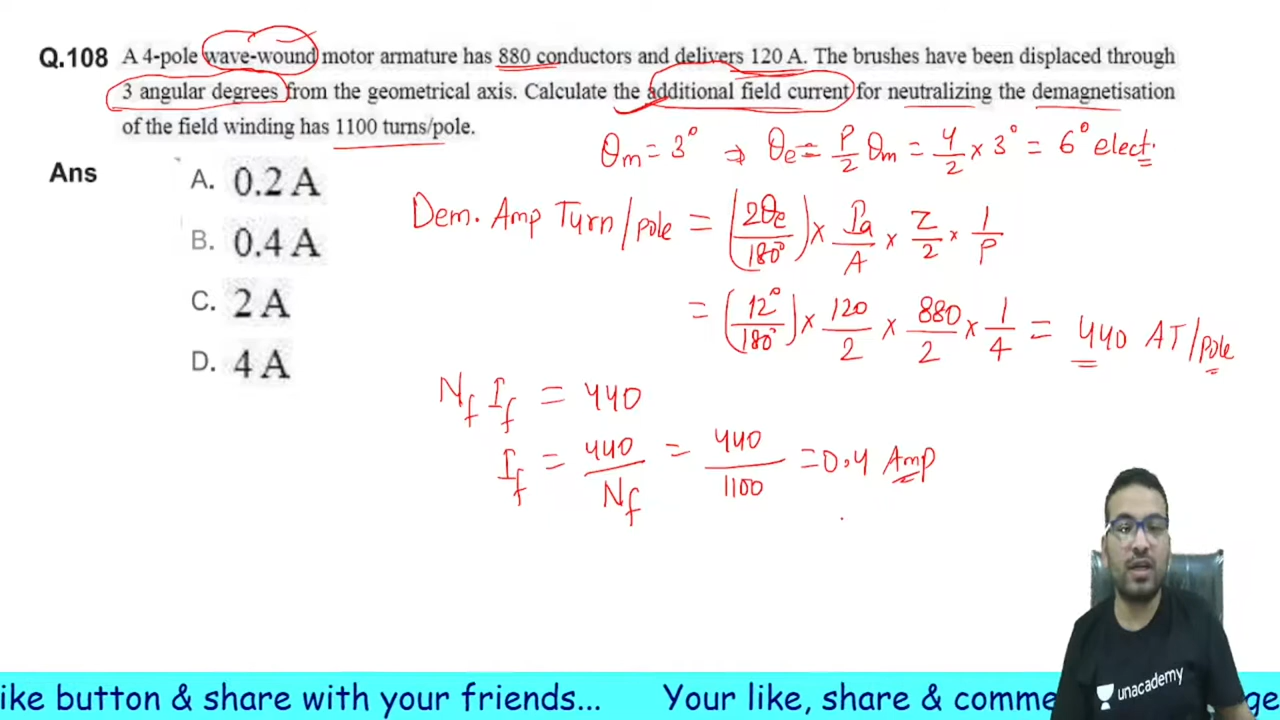 Q.108 A 4-pole wave-wound motor armature has 880 conductors and delivers 120 A. The brushes have been displaced through
3 angular degrees from the geometrical axis. Calculate the additional field current for neutralizing the demagnetisation
of the field winding has 1100 turns/pole.
θm = 3° ⇒ θe = P/2 θm = 4/2 × 3° = 6° elect.
Ans
A. 0.2 A
B. 0.4 A
C. 2 A
D. 4 A
Dem. Amp Turn/pole = (2θe/180°) × Ia/A × Z/2 × 1/P
= (12°/180°) × 120/2 × 880/2 × 1/4 = 440 AT/pole
Nf If = 440
If = 440/Nf = 440/1100 = 0.4 Amp
unacademy
ike button & share with your friends... Your like, share & comme ge